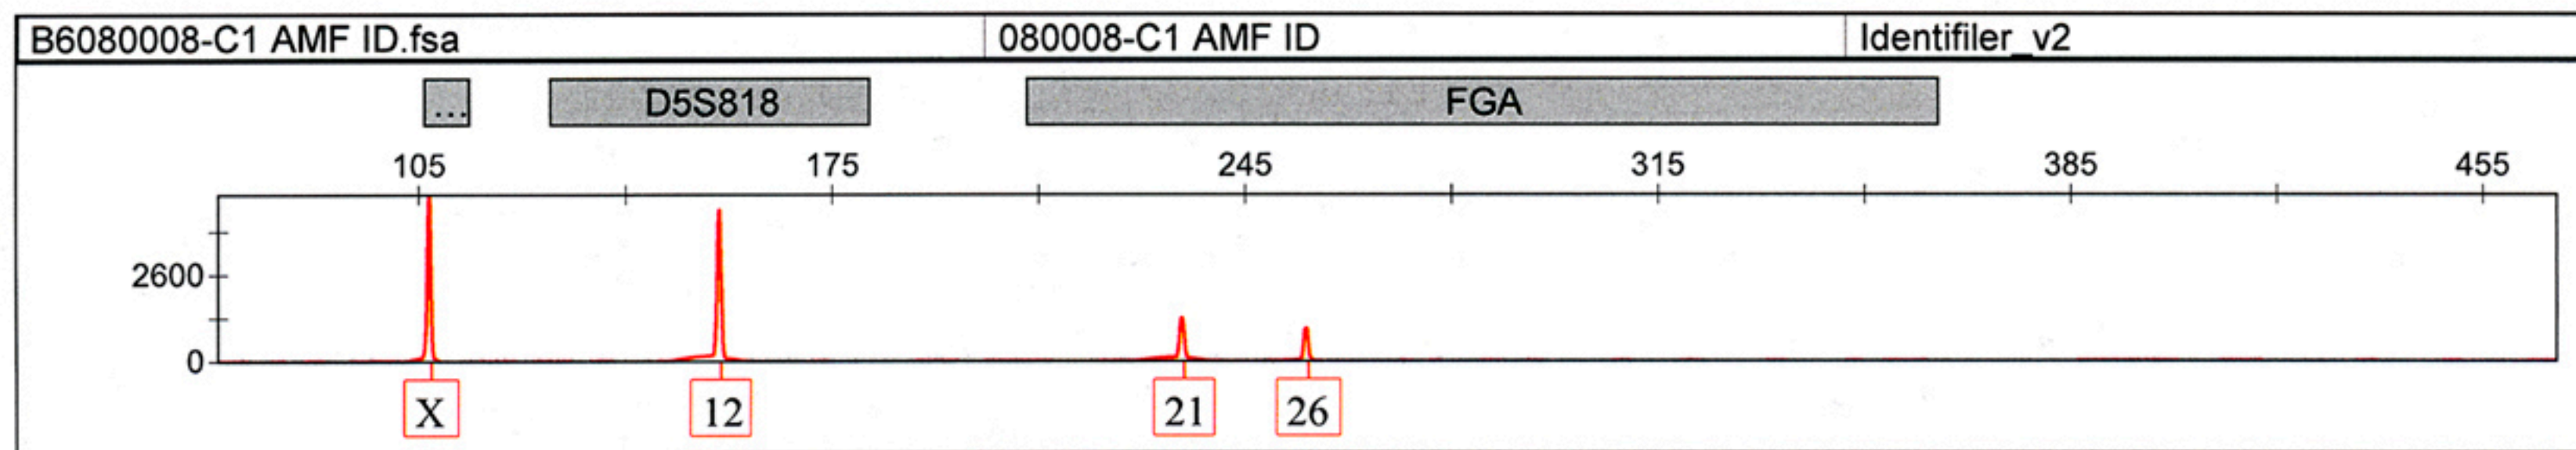 B6080008-C1 AMF ID.fsa 080008-C1 AMF ID Identifiler_v2
... D5S818 FGA
105 175 245 315 385 455
2600
0
X 12 21 26